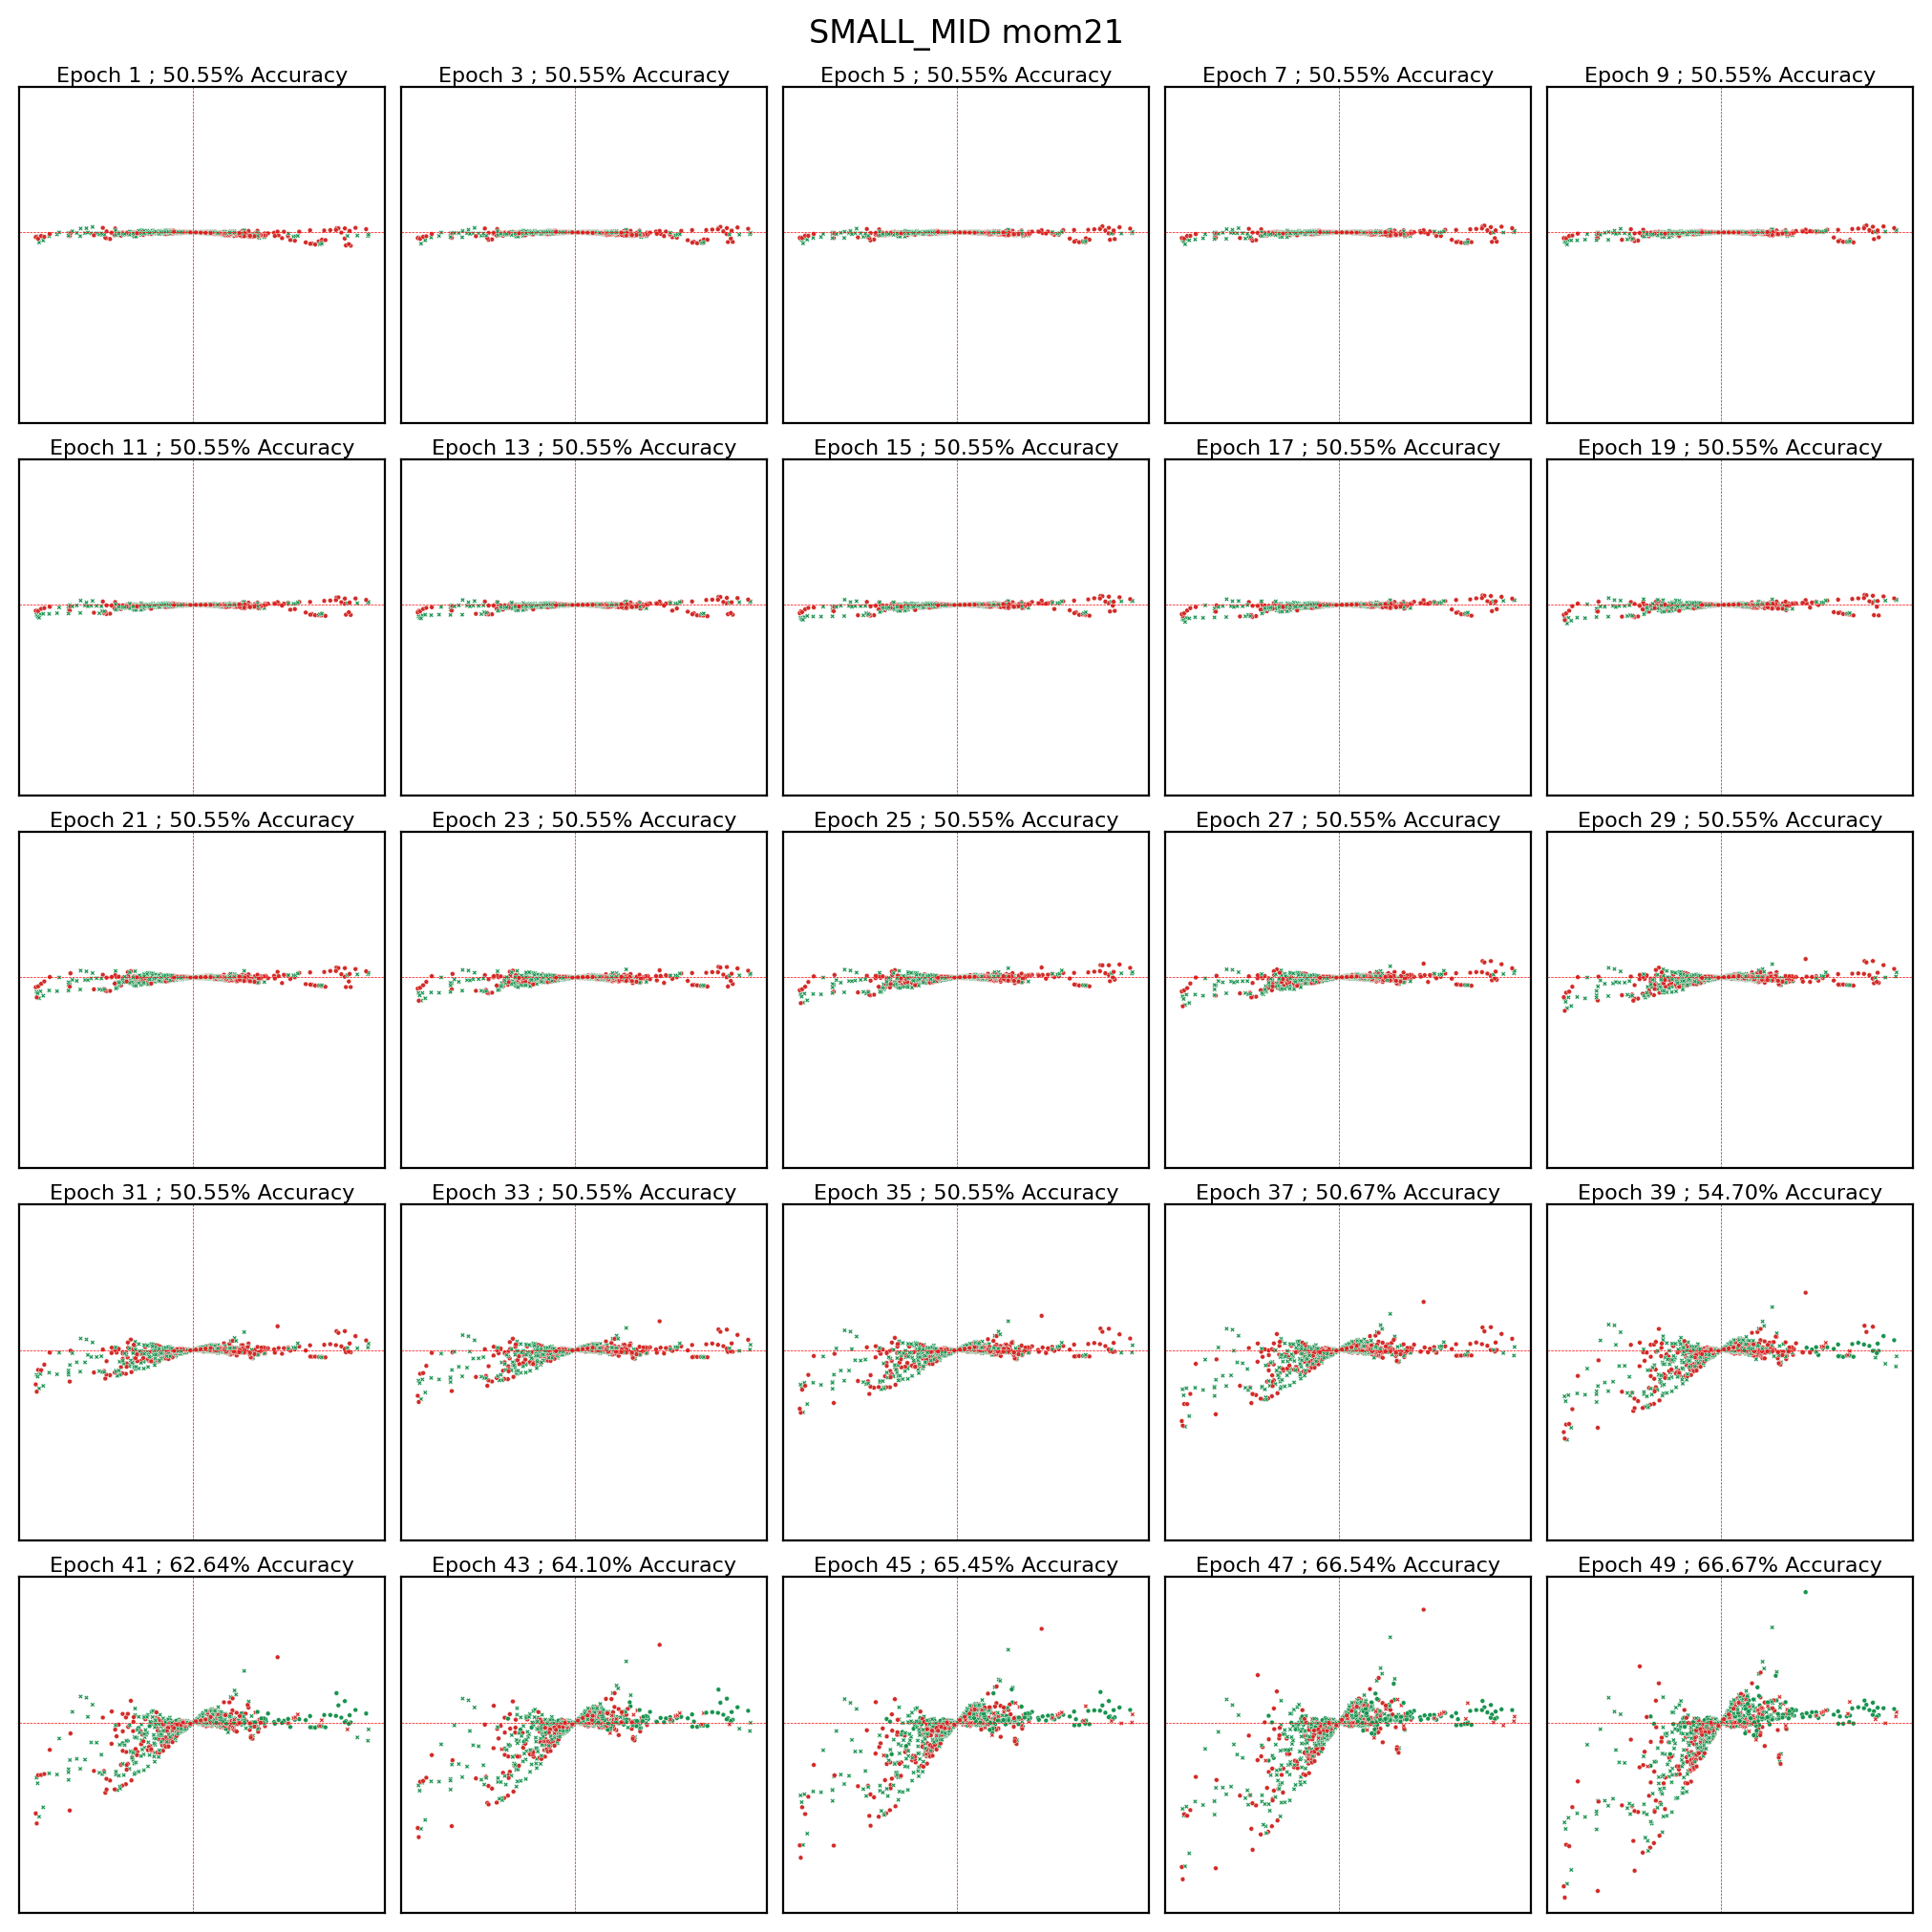 SMALL_MID mom21
Epoch 1 ; 50.55% Accuracy
Epoch 3 ; 50.55% Accuracy
Epoch 5 ; 50.55% Accuracy
Epoch 7 ; 50.55% Accuracy
Epoch 9 ; 50.55% Accuracy
Epoch 11 ; 50.55% Accuracy
Epoch 13 ; 50.55% Accuracy
Epoch 15 ; 50.55% Accuracy
Epoch 17 ; 50.55% Accuracy
Epoch 19 ; 50.55% Accuracy
Epoch 21 ; 50.55% Accuracy
Epoch 23 ; 50.55% Accuracy
Epoch 25 ; 50.55% Accuracy
Epoch 27 ; 50.55% Accuracy
Epoch 29 ; 50.55% Accuracy
Epoch 31 ; 50.55% Accuracy
Epoch 33 ; 50.55% Accuracy
Epoch 35 ; 50.55% Accuracy
Epoch 37 ; 50.67% Accuracy
Epoch 39 ; 54.70% Accuracy
Epoch 41 ; 62.64% Accuracy
Epoch 43 ; 64.10% Accuracy
Epoch 45 ; 65.45% Accuracy
Epoch 47 ; 66.54% Accuracy
Epoch 49 ; 66.67% Accuracy